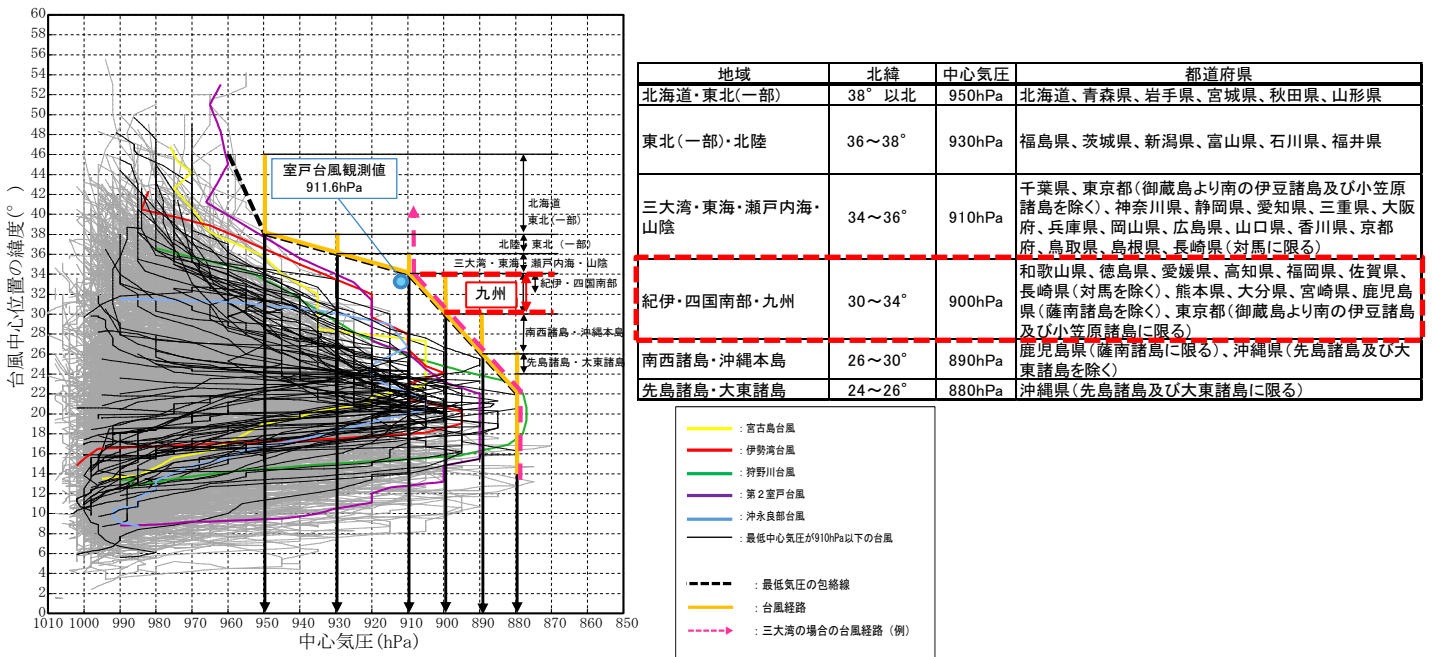 60
58
56
54
52
50
48
46
44
42
40
38
36
34
32
30
28
26
24
22
20
18
16
14
12
10
8
6
4
2
0
台風中心位置の緯度(°)
1010 1000 990 980 970 960 950 940 930 920 910 900 890 880 870 860 850
中心気圧(hPa)
室戸台風観測値
911.6hPa
北海道
東北(一部)
北陸・東北(一部)
三大湾・東海・瀬戸内海・山陰
紀伊・四国南部
九州
南西諸島・沖縄本島
先島諸島・大東諸島
地域 北緯 中心気圧 都道府県
北海道・東北(一部) 38°以北 950hPa 北海道、青森県、岩手県、宮城県、秋田県、山形県
東北(一部)・北陸 36～38° 930hPa 福島県、茨城県、新潟県、富山県、石川県、福井県
三大湾・東海・瀬戸内海・
山陰
34～36° 910hPa
千葉県、東京都(御蔵島より南の伊豆諸島及び小笠原
諸島を除く)、神奈川県、静岡県、愛知県、三重県、大阪
府、兵庫県、岡山県、広島県、山口県、香川県、京都
府、鳥取県、島根県、長崎県(対馬に限る)
紀伊・四国南部・九州 30～34° 900hPa
和歌山県、徳島県、愛媛県、高知県、福岡県、佐賀県、
長崎県(対馬を除く)、熊本県、大分県、宮崎県、鹿児島
県(薩南諸島を除く)、東京都(御蔵島より南の伊豆諸島
及び小笠原諸島に限る)
南西諸島・沖縄本島 26～30° 890hPa
鹿児島県(薩南諸島に限る)、沖縄県(先島諸島及び大
東諸島を除く)
先島諸島・大東諸島 24～26° 880hPa 沖縄県(先島諸島及び大東諸島に限る)
：宮古島台風
：伊勢湾台風
：狩野川台風
：第２室戸台風
：沖永良部台風
：最低中心気圧が910hPa以下の台風
：最低気圧の包絡線
：台風経路
：三大湾の場合の台風経路（例）